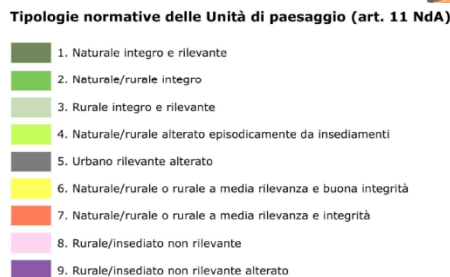 Tipologie normative delle Unità di paesaggio (art. 11 NdA)
1. Naturale integro e rilevante
2. Naturale/rurale integro
3. Rurale integro e rilevante
4. Naturale/rurale alterato episodicamente da insediamenti
5. Urbano rilevante alterato
6. Naturale/rurale o rurale a media rilevanza e buona integrità
7. Naturale/rurale o rurale a media rilevanza e integrità
8. Rurale/insediato non rilevante
9. Rurale/insediato non rilevante alterato